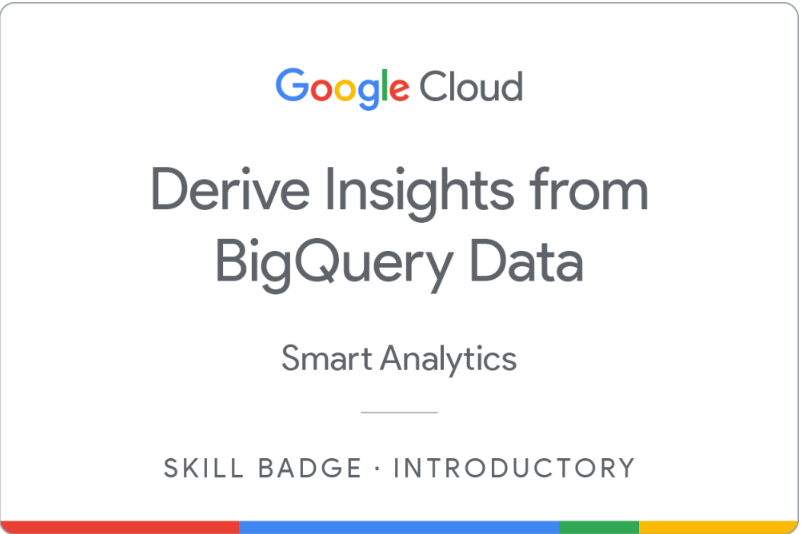 Google Cloud
Derive Insights from
BigQuery Data
Smart Analytics
SKILL BADGE · INTRODUCTORY